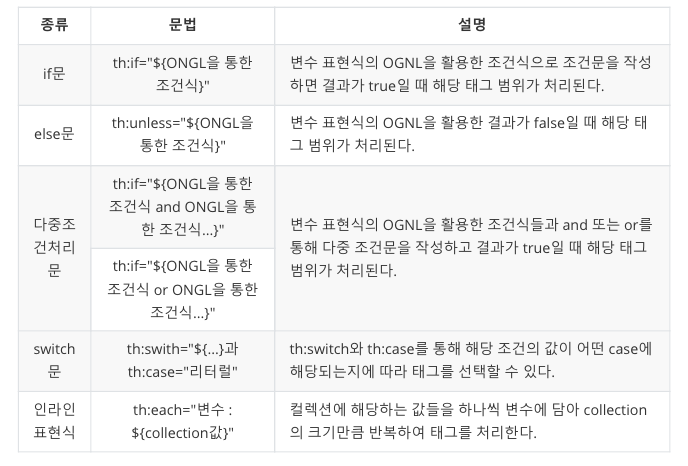 종류 문법 설명
if문
th:if="${ONGL을 통한
조건식}"
변수 표현식의 OGNL을 활용한 조건식으로 조건문을 작성
하면 결과가 true일 때 해당 태그 범위가 처리된다.
else문
th:unless="${ONGL을
통한 조건식}"
변수 표현식의 OGNL을 활용한 결과가 false일 때 해당 태
그 범위가 처리된다.
다중조
건처리
문
th:if="${ONGL을 통한
조건식 and ONGL을 통
한 조건식...}"
th:if="${ONGL을 통한
조건식 or ONGL을 통한
조건식...}"
변수 표현식의 OGNL을 활용한 조건식들과 and 또는 or를
통해 다중 조건문을 작성하고 결과가 true일 때 해당 태그
범위가 처리된다.
switch
문
th:swith="${...}과
th:case="리터럴"
th:switch와 th:case를 통해 해당 조건의 값이 어떤 case에
해당되는지에 따라 태그를 선택할 수 있다.
인라인
표현식
th:each="변수 :
${collection값}"
컬렉션에 해당하는 값들을 하나씩 변수에 담아 collection
의 크기만큼 반복하여 태그를 처리한다.